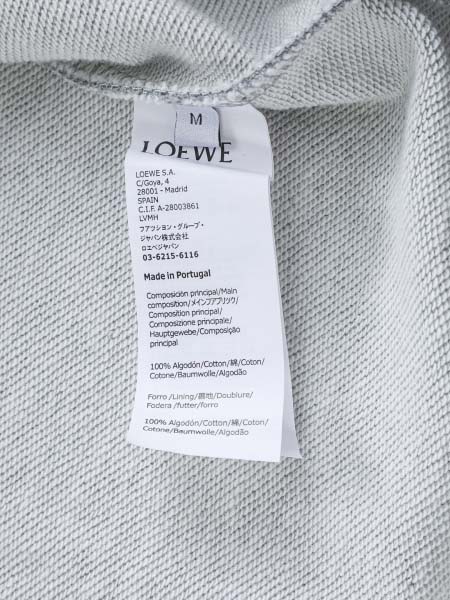 M
LOEWE
LOEWE S.A.
C/Goya, 4
28001 - Madrid
SPAIN
C.I.F. A-28003861
LVMH
ファッション・グループ・
ジャパン株式会社
ロエベジャパン
03-6215-6116
Made in Portugal
Composición principal/Main
composition/メインファブリック/
Composition principal/
Composizione principale/
Hauptgewebe/Composição
principal
100% Algodón/Cotton/綿/Coton/
Cotone/Baumwolle/Algodão
Forro /Lining/裏地/Doublure/
Fodera /futter/forro
100% Algodón/Cotton/綿/Coton/
Cotone/Baumwolle/Algodão